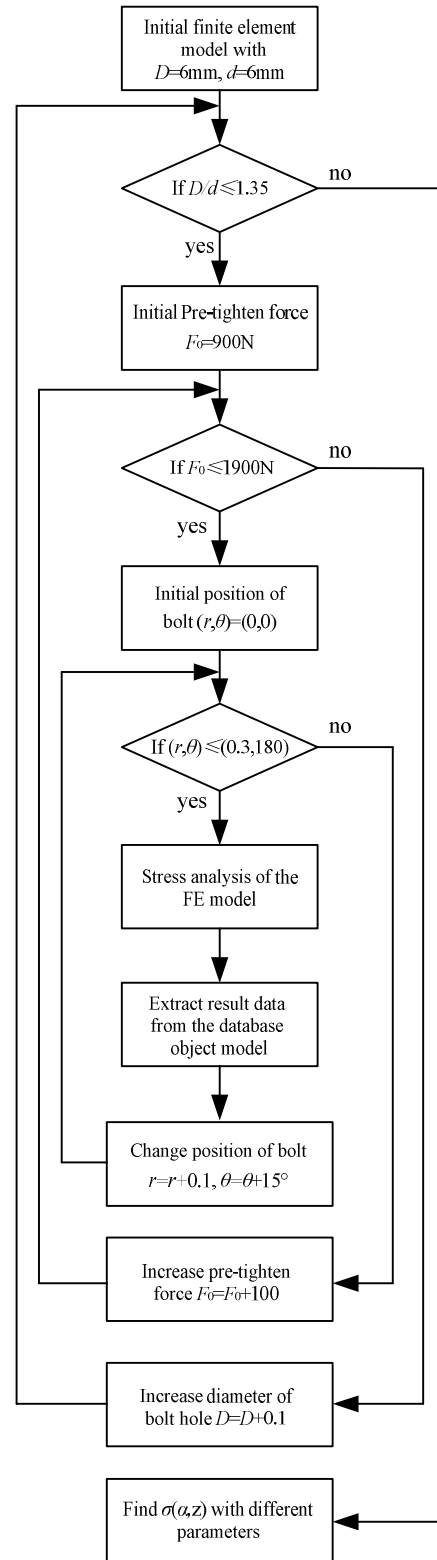 Initial finite element
model with
D=6mm, d=6mm
If D/d≤1.35
no
yes
Initial Pre-tighten force
F₀=900N
If F₀≤1900N
no
yes
Initial position of
bolt (r,θ)=(0,0)
If (r,θ)≤(0.3,180)
no
yes
Stress analysis of the
FE model
Extract result data
from the database
object model
Change position of bolt
r=r+0.1, θ=θ+15°
Increase pre-tighten
force F₀=F₀+100
Increase diameter of
bolt hole D=D+0.1
Find σ(α,z) with different
parameters